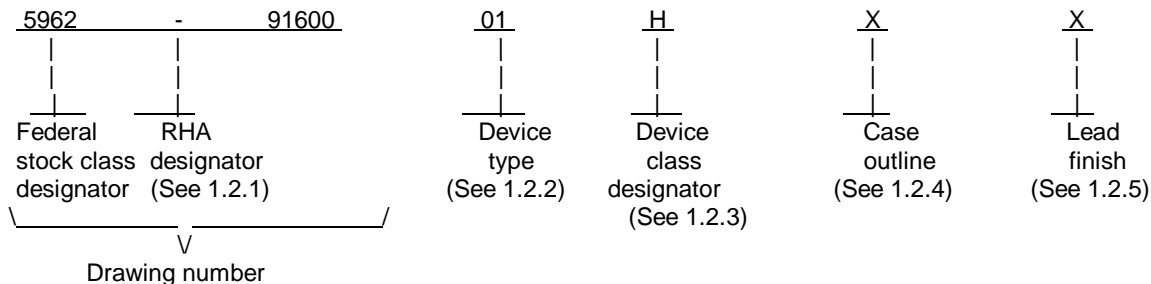 5962 - 91600 01 H X X
Federal RHA Device Device Case Lead
stock class designator type class outline finish
designator (See 1.2.1) (See 1.2.2) designator (See 1.2.4) (See 1.2.5)
(See 1.2.3)
Drawing number